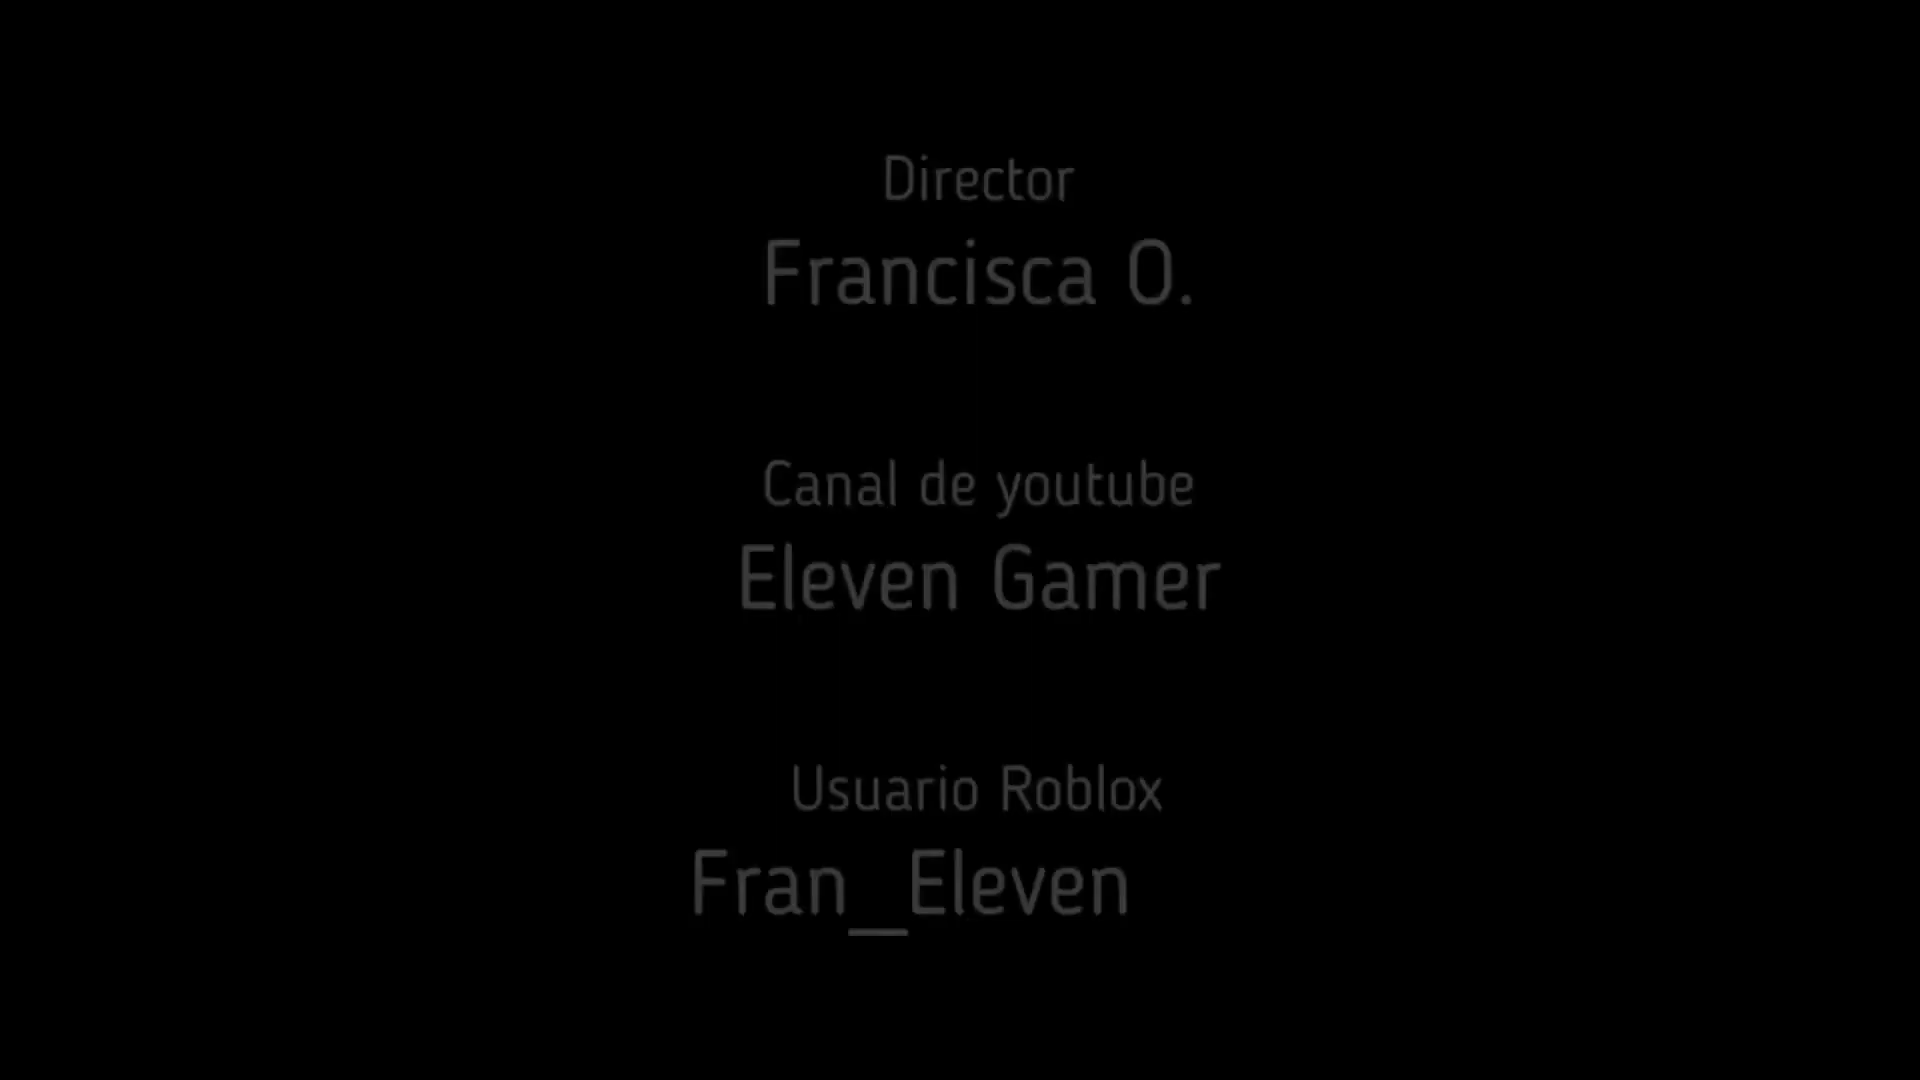 Director
Francisca O.
Canal de youtube
Eleven Gamer
Usuario Roblox
Fran_Eleven